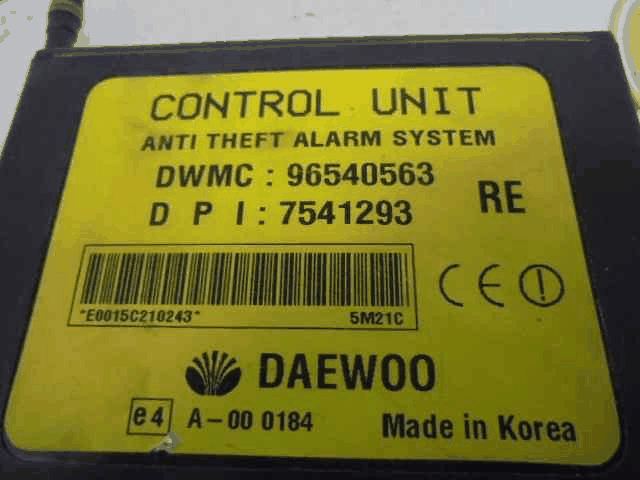 CONTROL UNIT
ANTI THEFT ALARM SYSTEM
DWMC : 96540563
D P I : 7541293
RE
*E0015C210243* 5M21C
CE
DAEWOO
e4 A-00 0184 Made in Korea